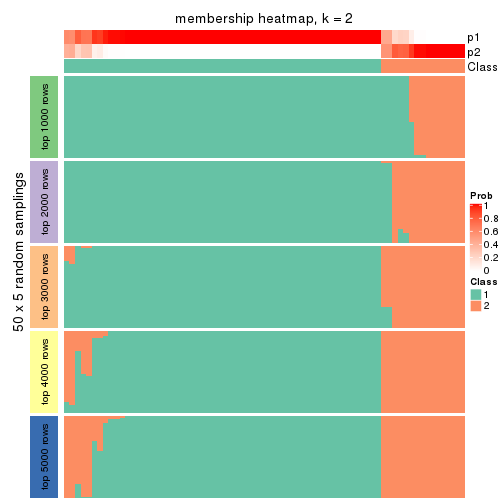 membership heatmap, k = 2
p1
p2
Class
50 x 5 random samplings
top 1000 rows
top 2000 rows
top 3000 rows
top 4000 rows
top 5000 rows
Prob
1
0.8
0.6
0.4
0.2
0
Class
1
2